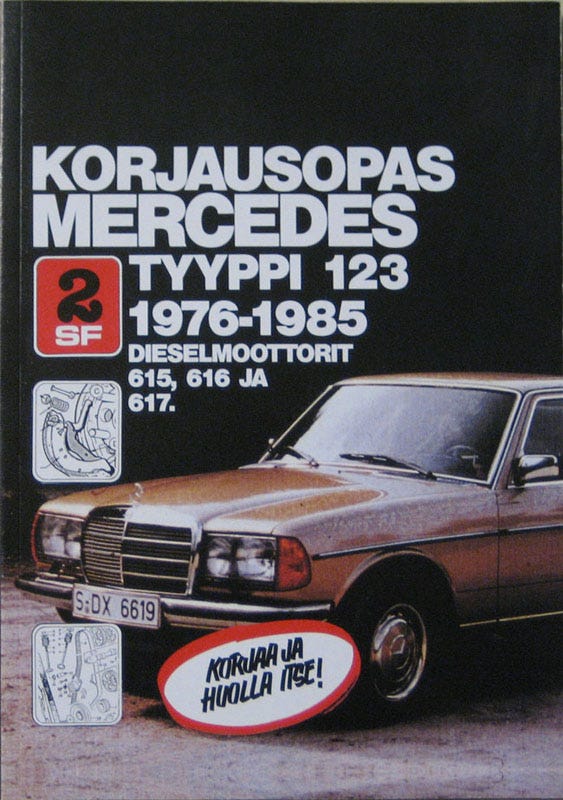 KORJAUSOPAS
MERCEDES
2
SF
TYYPPI 123
1976-1985
DIESELMOOTTORIT
615, 616 JA
617.
S:DX 6619
KORJAA JA
HUOLLA ITSE!